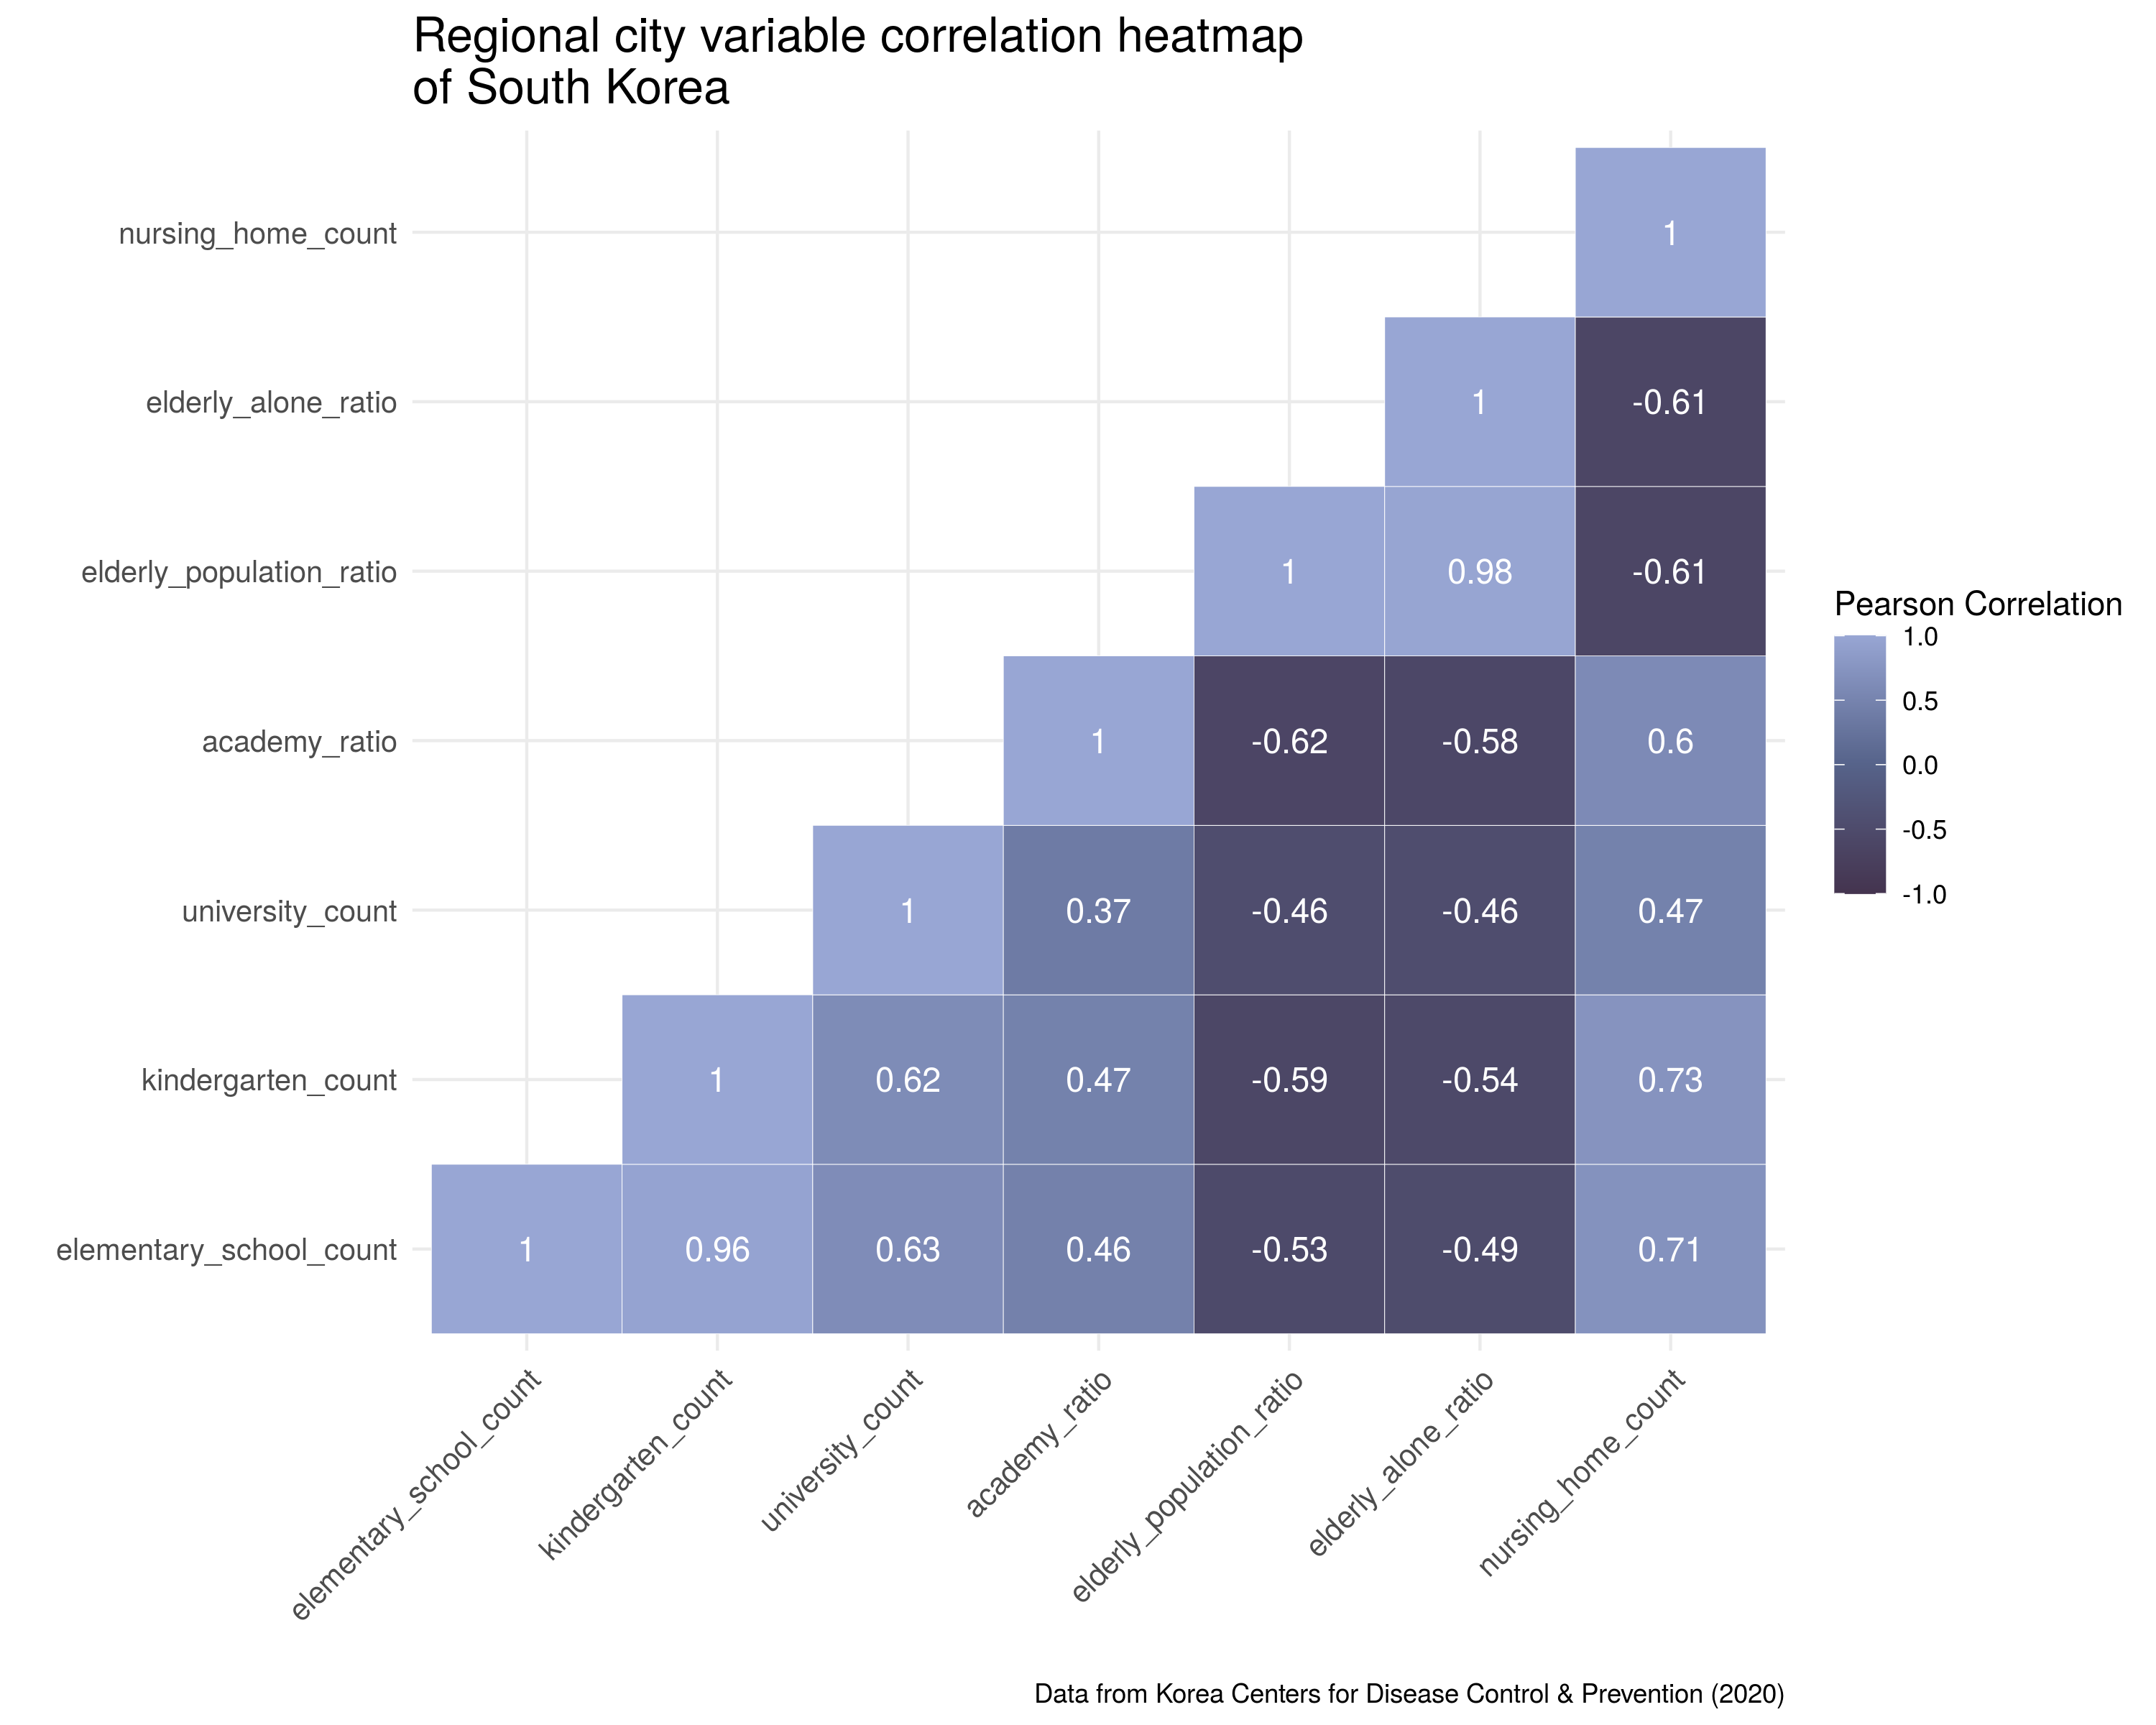 Regional city variable correlation heatmap
of South Korea
nursing_home_count
1
elderly_alone_ratio
1
-0.61
elderly_population_ratio
1
0.98
-0.61
academy_ratio
1
-0.62
-0.58
0.6
university_count
1
0.37
-0.46
-0.46
0.47
kindergarten_count
1
0.62
0.47
-0.59
-0.54
0.73
elementary_school_count
1
0.96
0.63
0.46
-0.53
-0.49
0.71
elementary_school_count
kindergarten_count
university_count
academy_ratio
elderly_population_ratio
elderly_alone_ratio
nursing_home_count
Pearson Correlation
1.0
0.5
0.0
-0.5
-1.0
Data from Korea Centers for Disease Control & Prevention (2020)